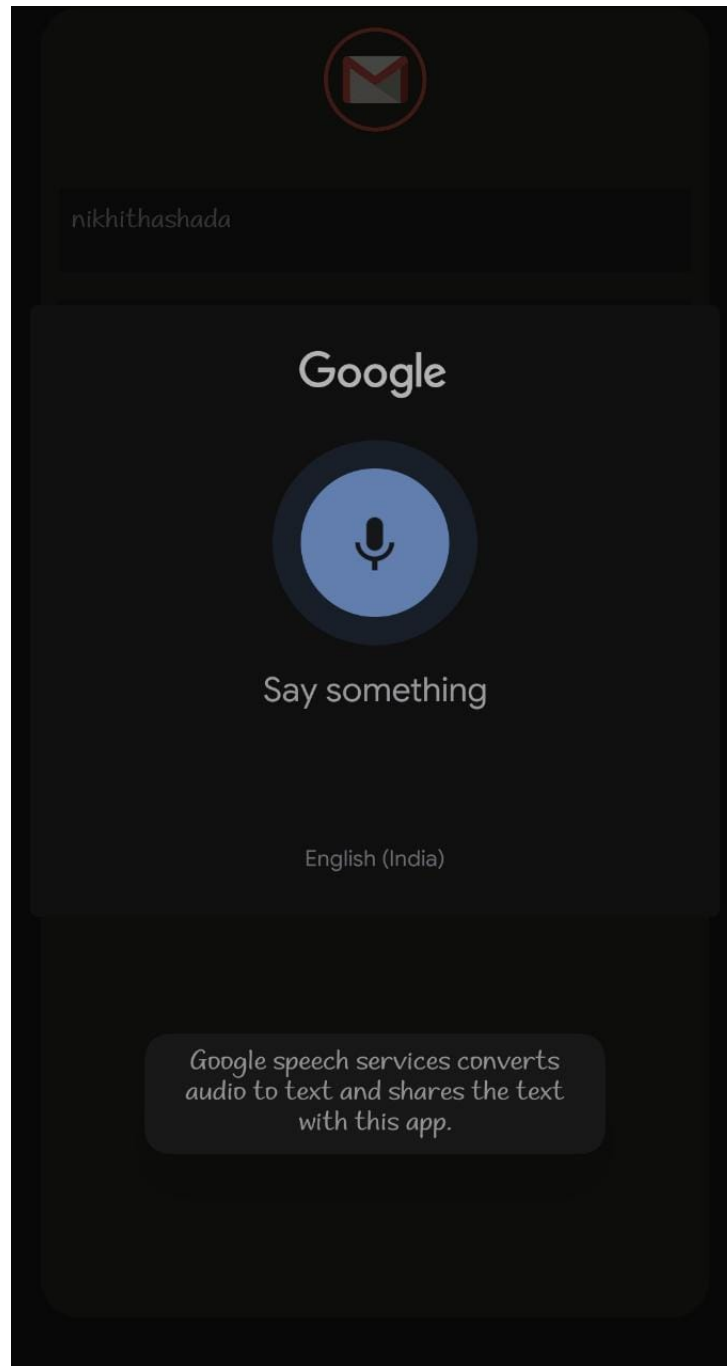 nikhithashada
Google
Say something
English (India)
Google speech services converts
audio to text and shares the text
with this app.